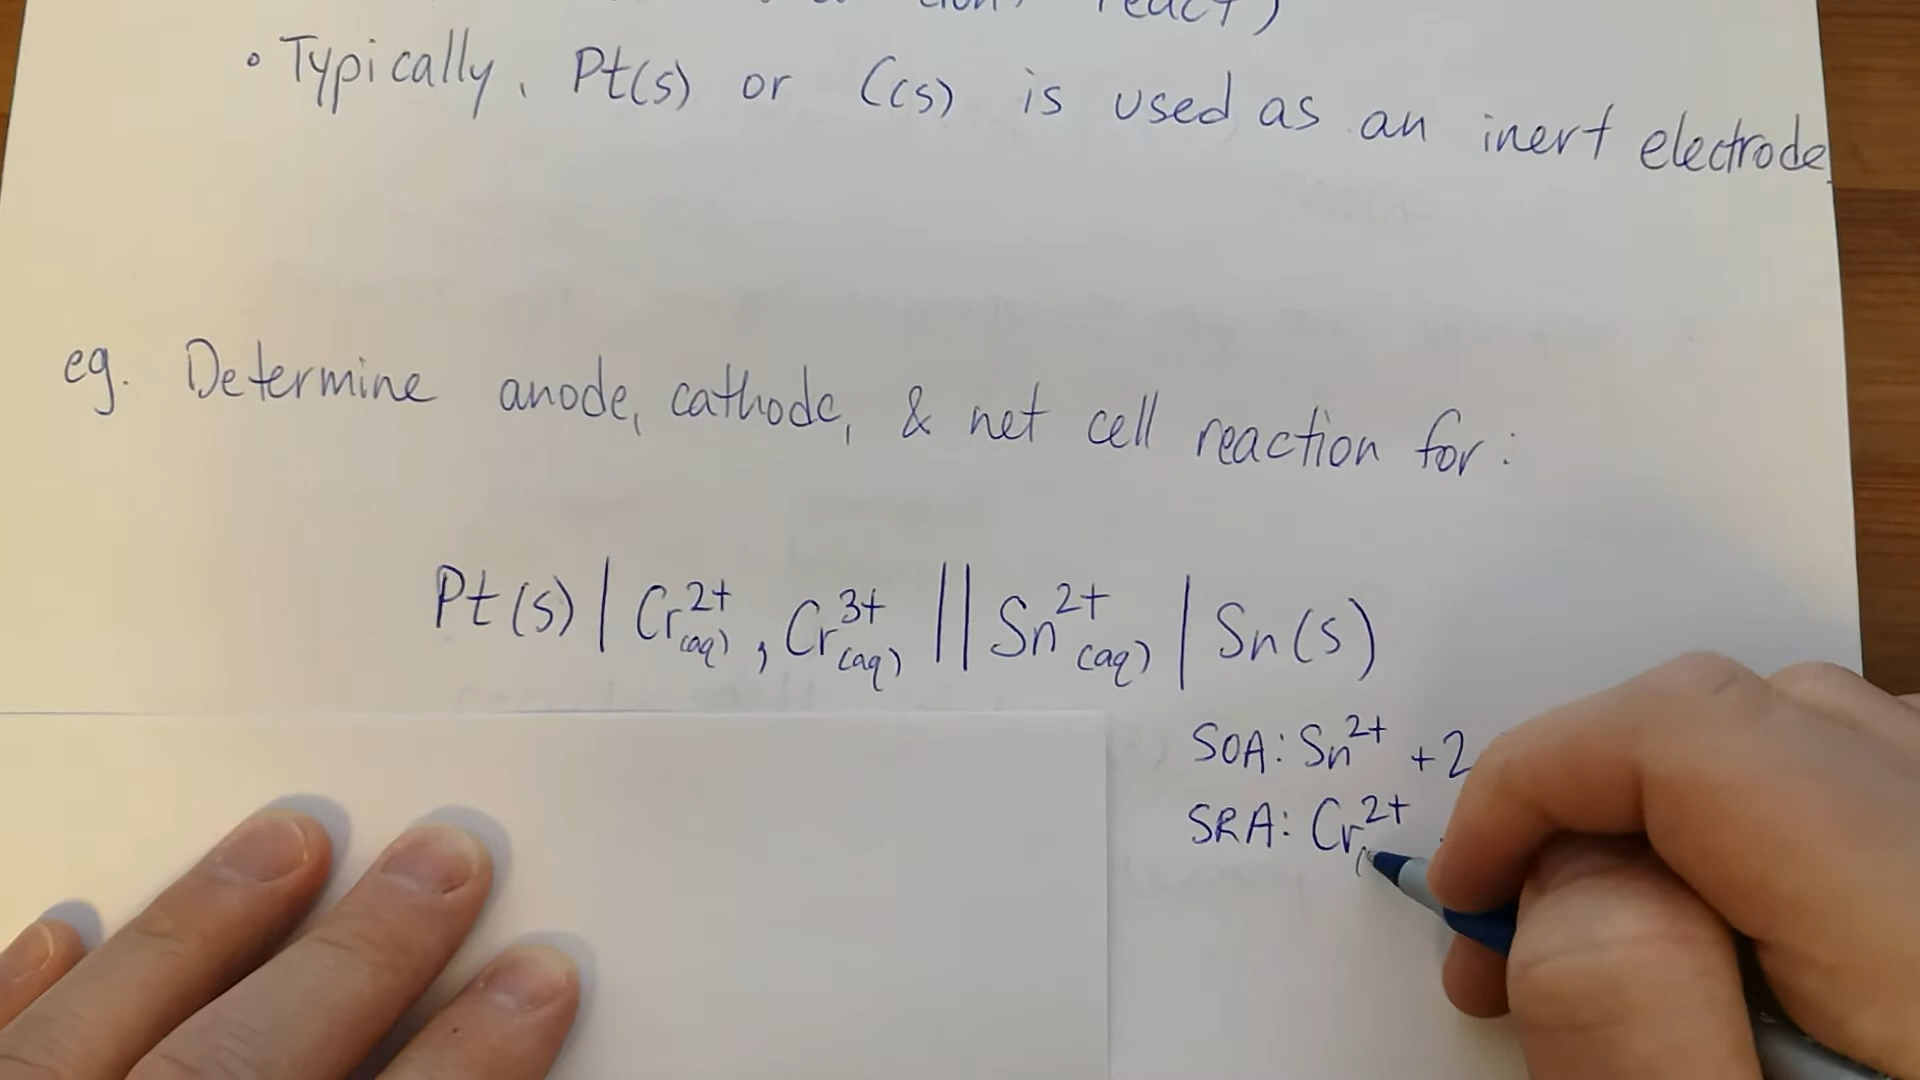 react)
• Typically, Pt(s) or C(s) is used as an inert electrode
eg. Determine anode, cathode, & net cell reaction for:
Pt(s) | Cr²⁺(aq), Cr³⁺(aq) || Sn²⁺(aq) | Sn(s)
SOA: Sn²⁺ + 2
SRA: Cr²⁺